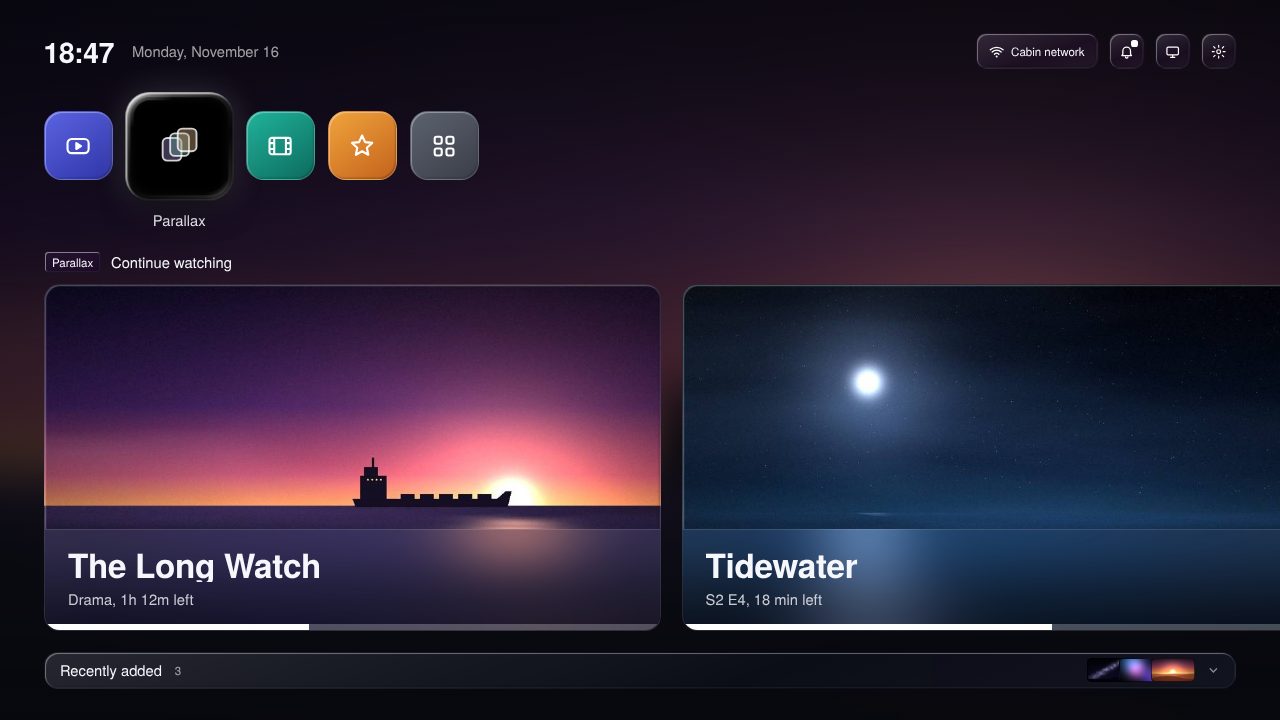 18:47 Monday, November 16
Cabin network
Parallax
Parallax Continue watching
The Long Watch
Drama, 1h 12m left
Tidewater
S2 E4, 18 min left
Recently added 3